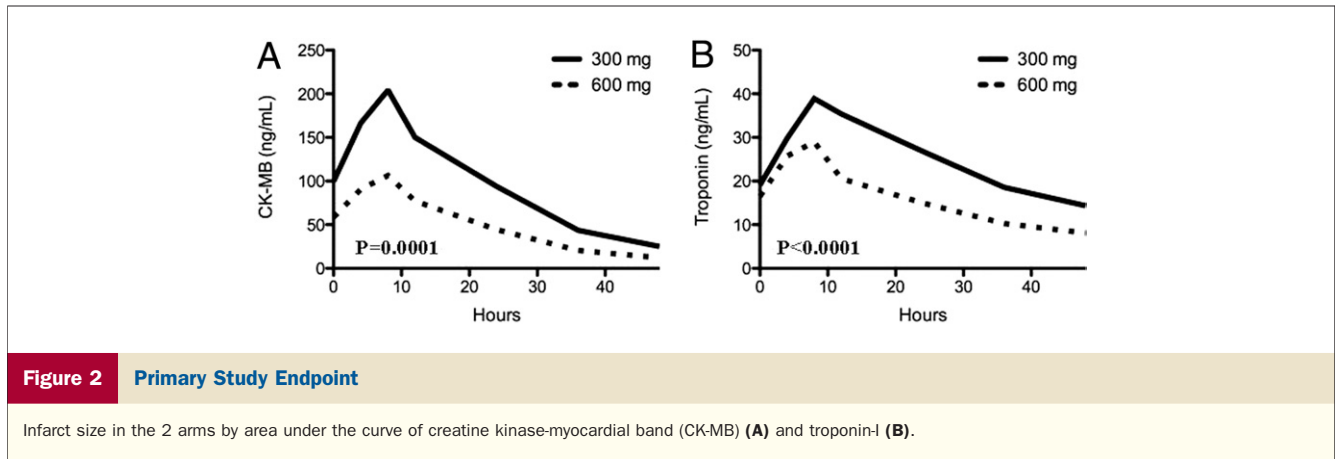 A
250
200
150
100
50
0
CK-MB (ng/mL)
300 mg
600 mg
P=0.0001
0 10 20 30 40
Hours
B
50
40
30
20
10
0
Troponin (ng/mL)
300 mg
600 mg
P<0.0001
0 10 20 30 40
Hours
Figure 2 Primary Study Endpoint
Infarct size in the 2 arms by area under the curve of creatine kinase-myocardial band (CK-MB) (A) and troponin-I (B).